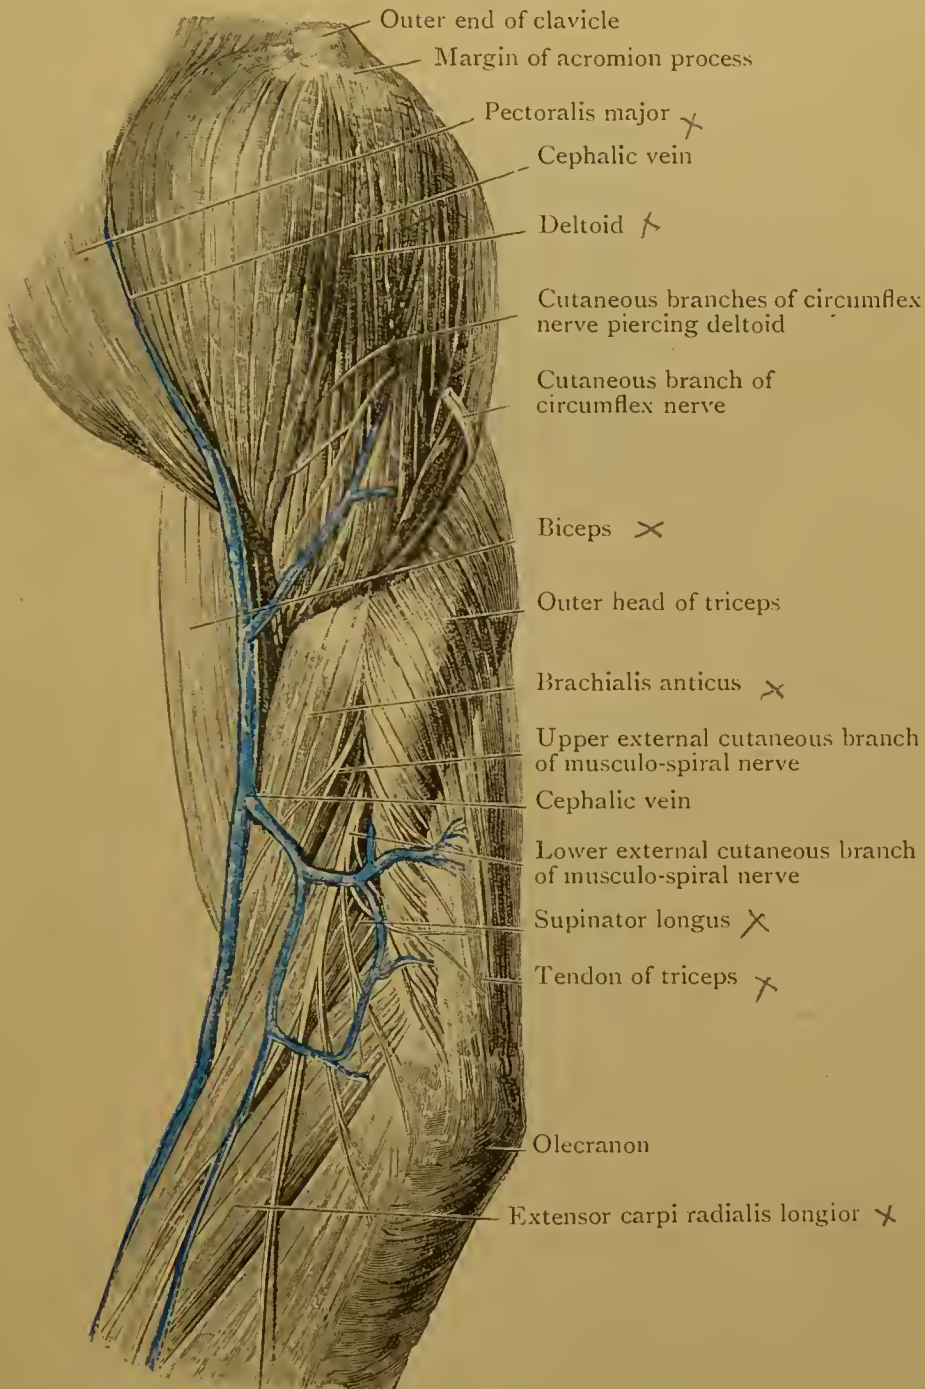 Outer end of clavicle
Margin of acromion process
Pectoralis major
Cephalic vein
Deltoid
Cutaneous branches of circumflex
nerve piercing deltoid
Cutaneous branch of
circumflex nerve
Biceps
Outer head of triceps
Brachialis anticus
Upper external cutaneous branch
of musculo-spiral nerve
Cephalic vein
Lower external cutaneous branch
of musculo-spiral nerve
Supinator longus
Tendon of triceps
Olecranon
Extensor carpi radialis longior